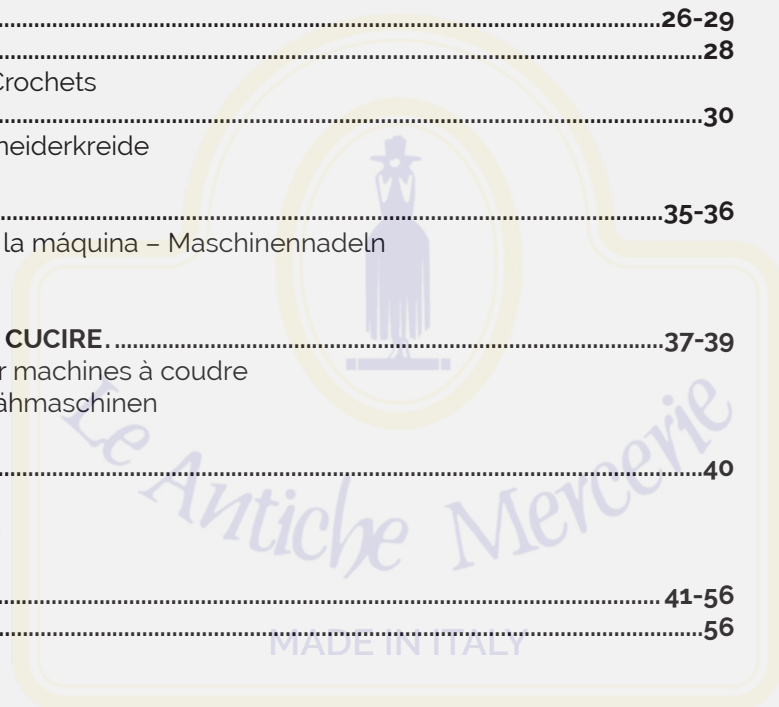 ....................26-29
....................28
Crochets
....................30
neiderkreide
....................35-36
la máquina – Maschinennadeln
CUCIRE. ....................37-39
r machines à coudre
ähmaschinen
....................40
....................41-56
....................56
Le Antiche Mercerie
MADE IN ITALY